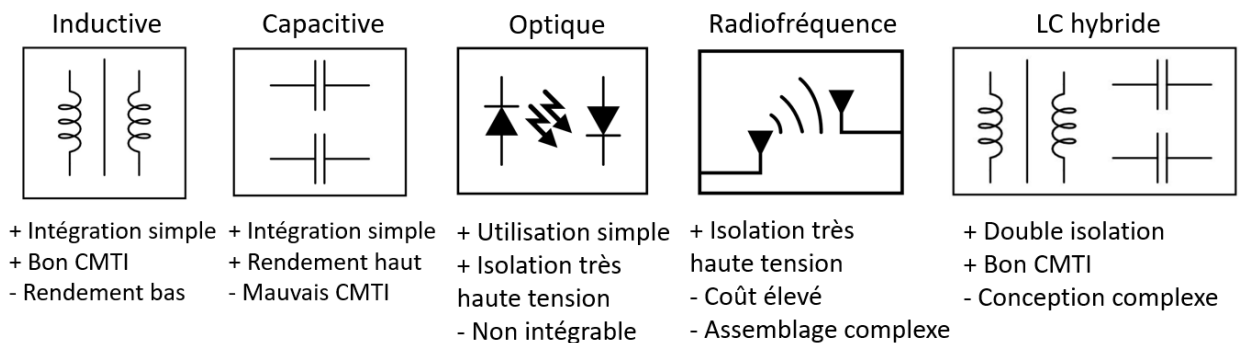 Inductive
Capacitive
Optique
Radiofréquence
LC hybride
+ Intégration simple
+ Bon CMTI
- Rendement bas
+ Intégration simple
+ Rendement haut
- Mauvais CMTI
+ Utilisation simple
+ Isolation très
haute tension
- Non intégrable
+ Isolation très
haute tension
- Coût élevé
- Assemblage complexe
+ Double isolation
+ Bon CMTI
- Conception complexe